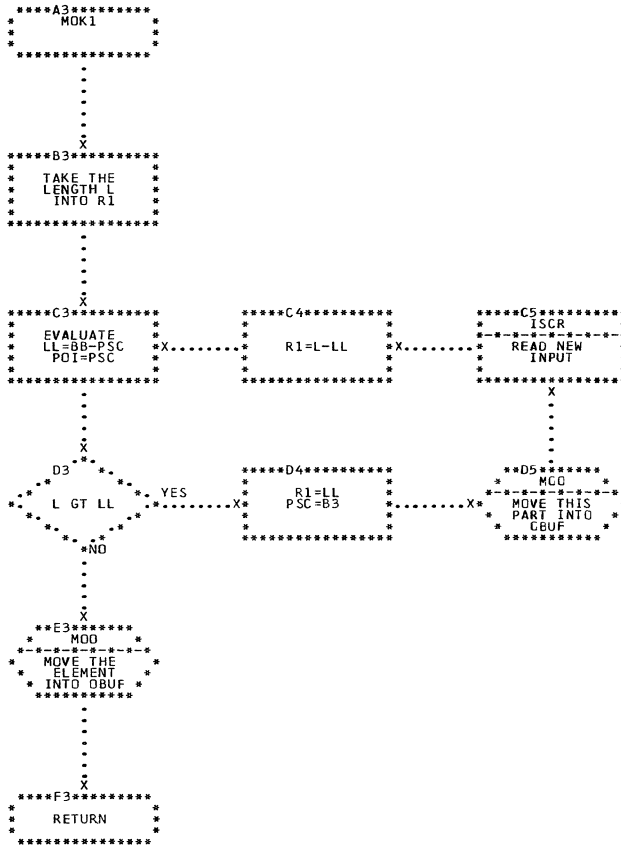 A3
MOK1
B3
TAKE THE
LENGTH L
INTO R1
C3
EVALUATE
LL=BB-PSC
POI=PSC
C4
R1=L-LL
C5
ISCR
READ NEW
INPUT
D3
L GT LL
YES
NO
D4
R1=LL
PSC=B3
D5
MOO
MOVE THIS
PART INTO
OBUF
E3
MOO
MOVE THE
ELEMENT
INTO OBUF
F3
RETURN